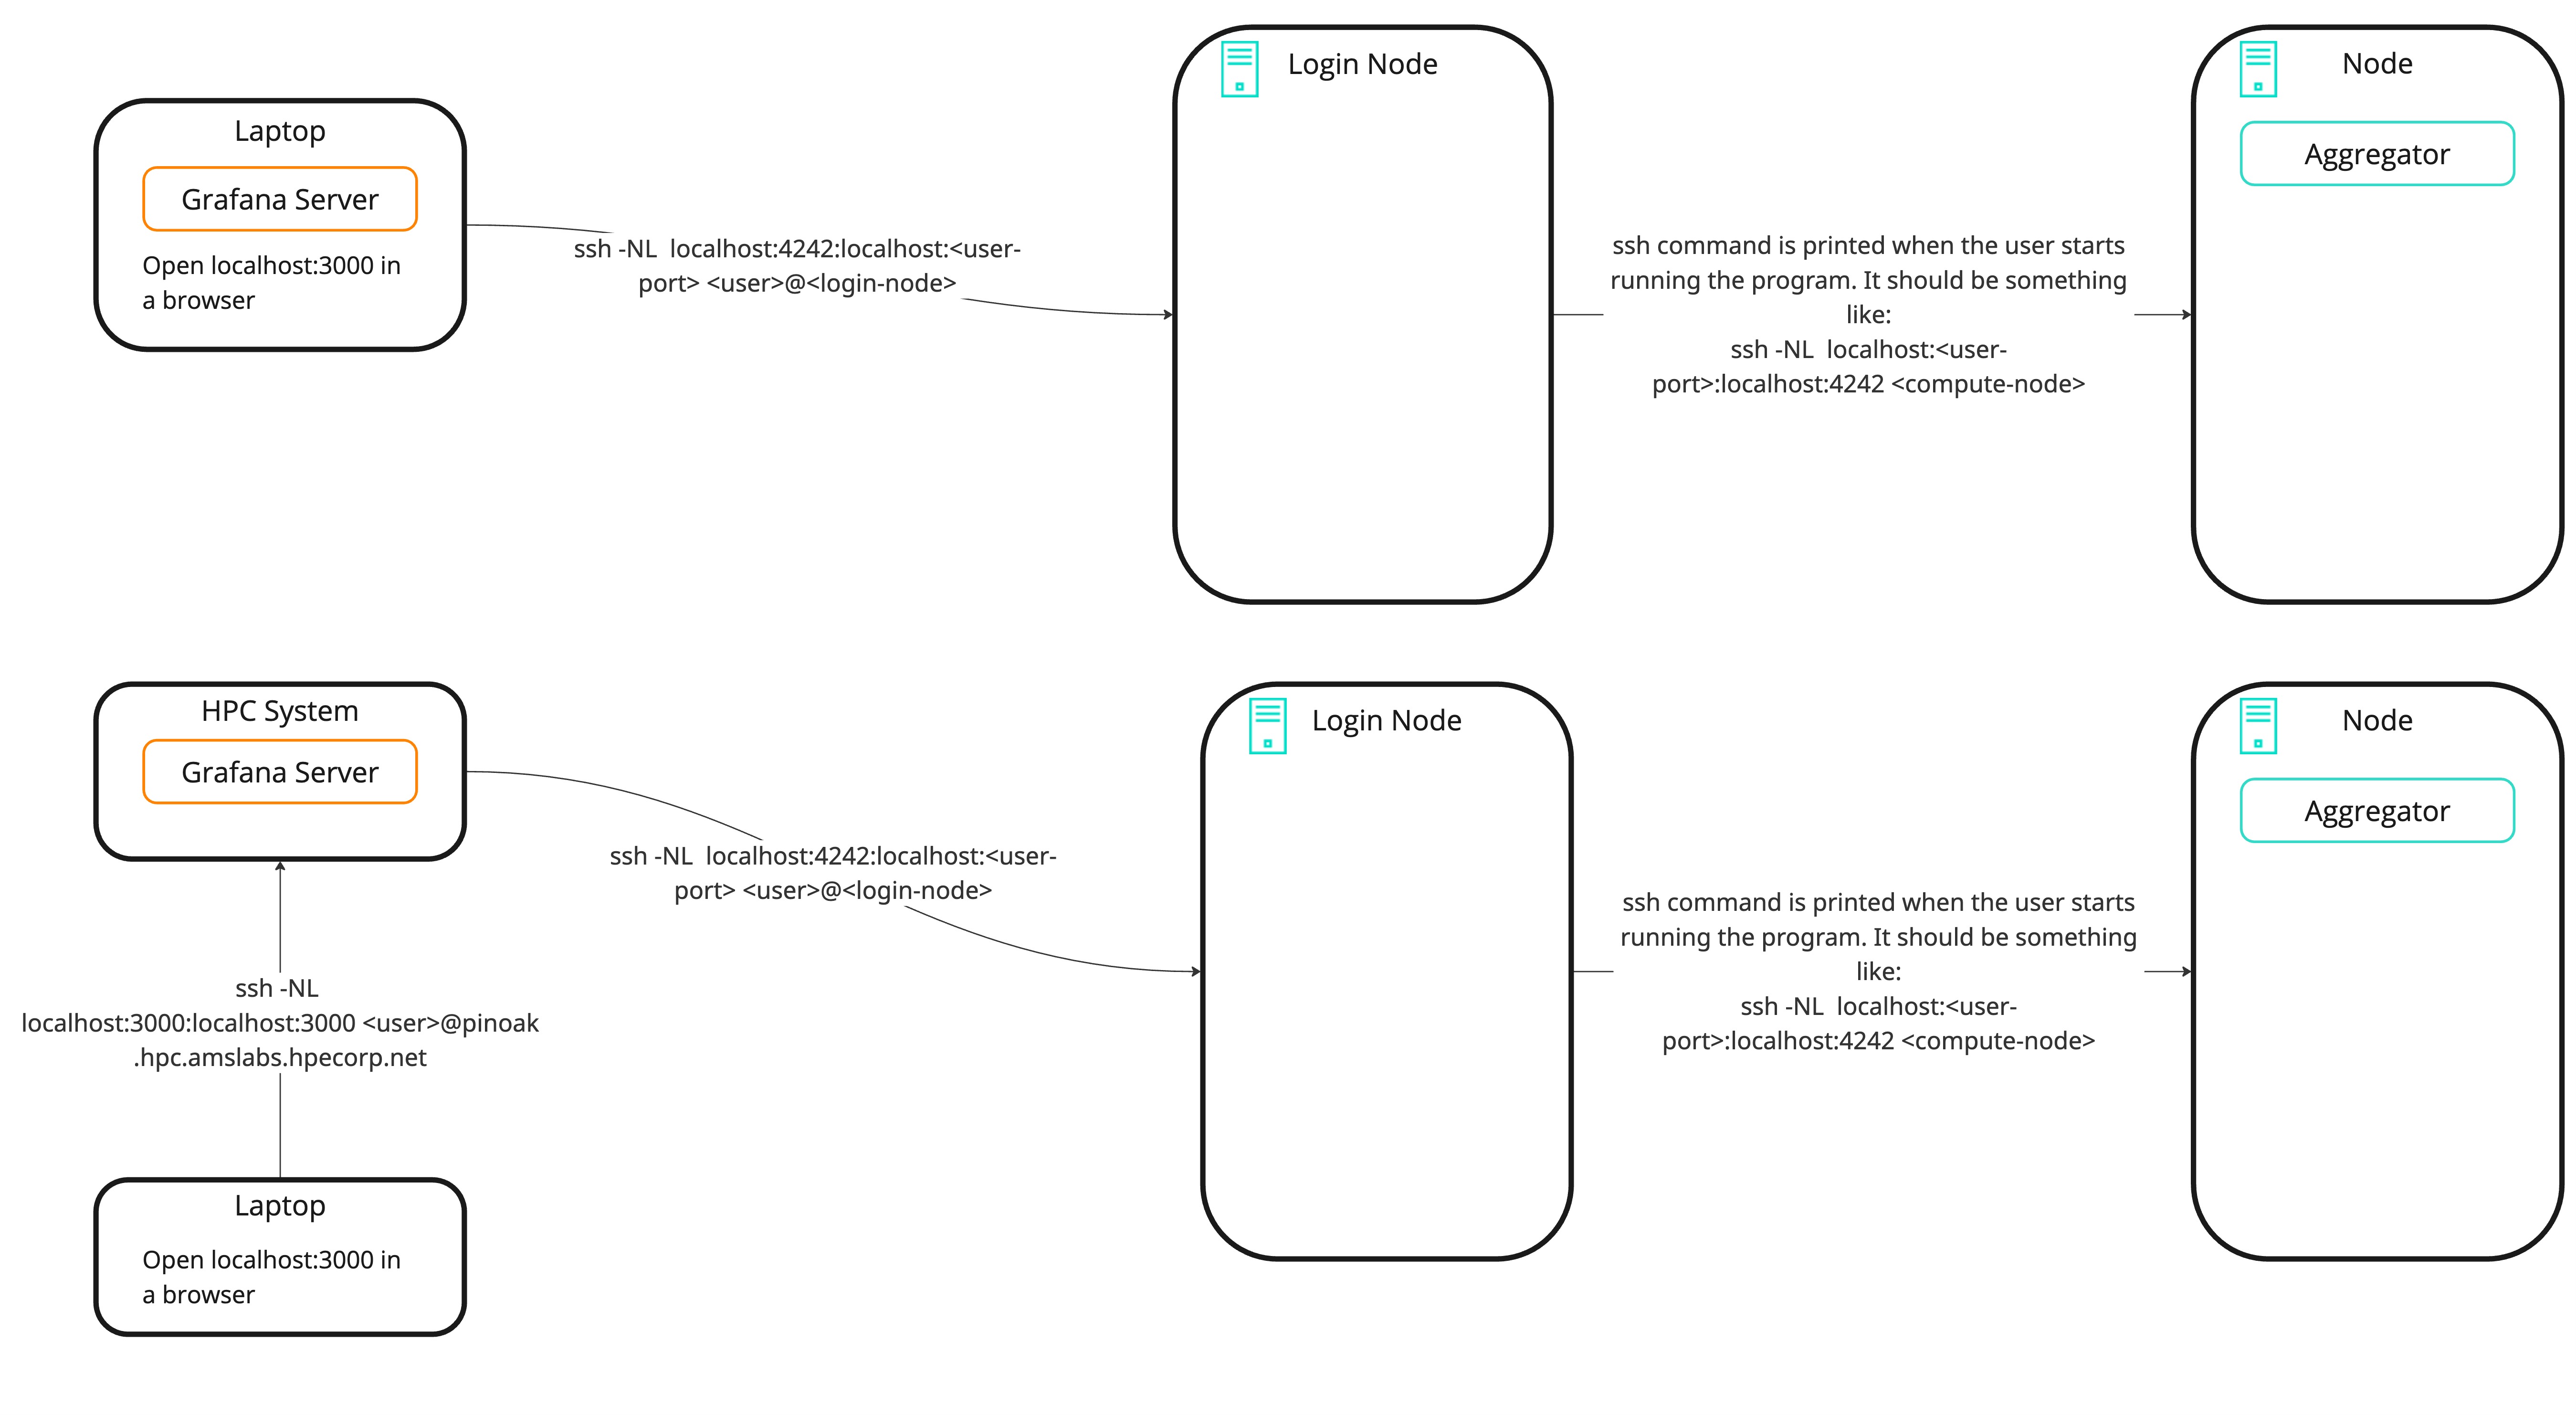 Laptop
Grafana Server
Open localhost:3000 in
a browser
ssh -NL  localhost:4242:localhost:<user-
port> <user>@<login-node>
Login Node
ssh command is printed when the user starts
running the program. It should be something
like:
ssh -NL  localhost:<user-
port>:localhost:4242 <compute-node>
Node
Aggregator
HPC System
Grafana Server
ssh -NL  localhost:4242:localhost:<user-
port> <user>@<login-node>
Login Node
ssh command is printed when the user starts
running the program. It should be something
like:
ssh -NL  localhost:<user-
port>:localhost:4242 <compute-node>
Node
Aggregator
ssh -NL
localhost:3000:localhost:3000 <user>@pinoak
.hpc.amslabs.hpecorp.net
Laptop
Open localhost:3000 in
a browser